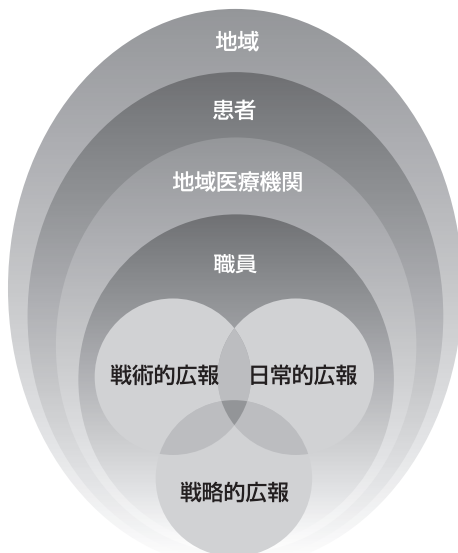 地域
患者
地域医療機関
職員
戦術的広報
日常的広報
戦略的広報